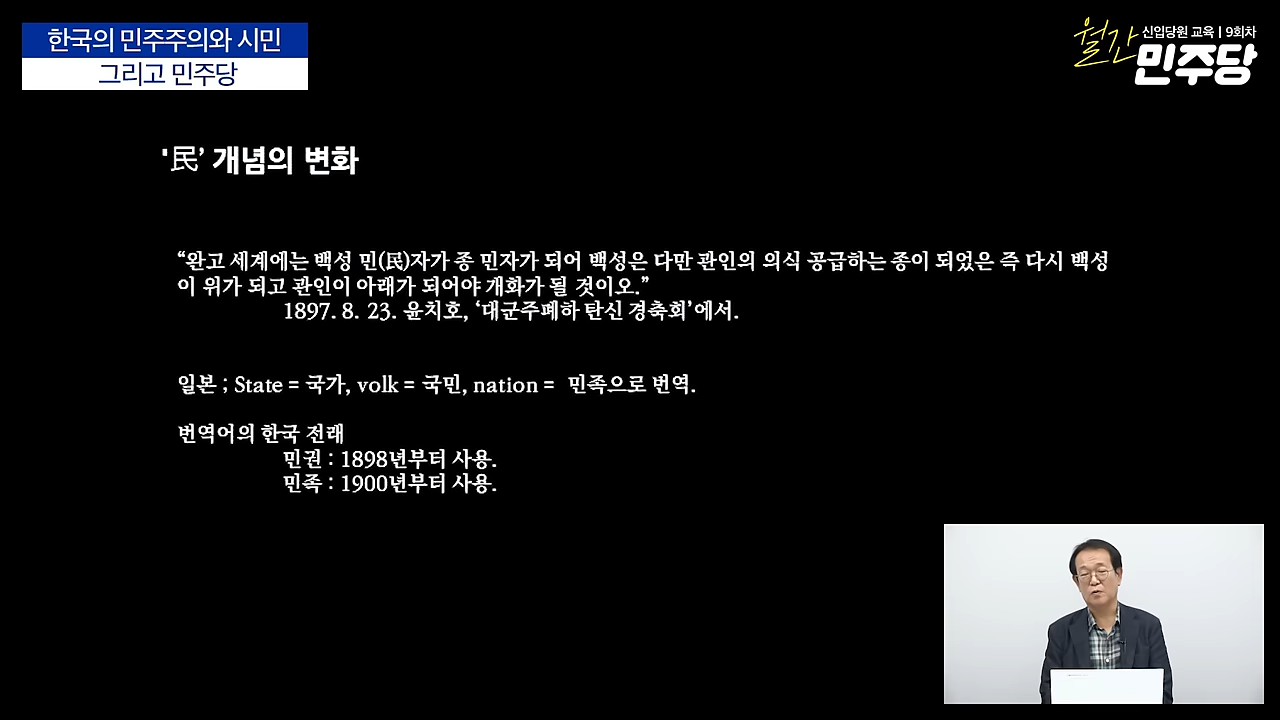 한국의 민주주의와 시민
그리고 민주당
월간
신입당원 교육 | 9회차
민주당
'民’ 개념의 변화
“완고 세계에는 백성 민(民)자가 종 민자가 되어 백성은 다만 관인의 의식 공급하는 종이 되었은 즉 다시 백성
이 위가 되고 관인이 아래가 되어야 개화가 될 것이오.”
1897. 8. 23. 윤치호, ‘대군주폐하 탄신 경축회’에서.
일본 ; State = 국가, volk = 국민, nation = 민족으로 번역.
번역어의 한국 전래
민권 : 1898년부터 사용.
민족 : 1900년부터 사용.